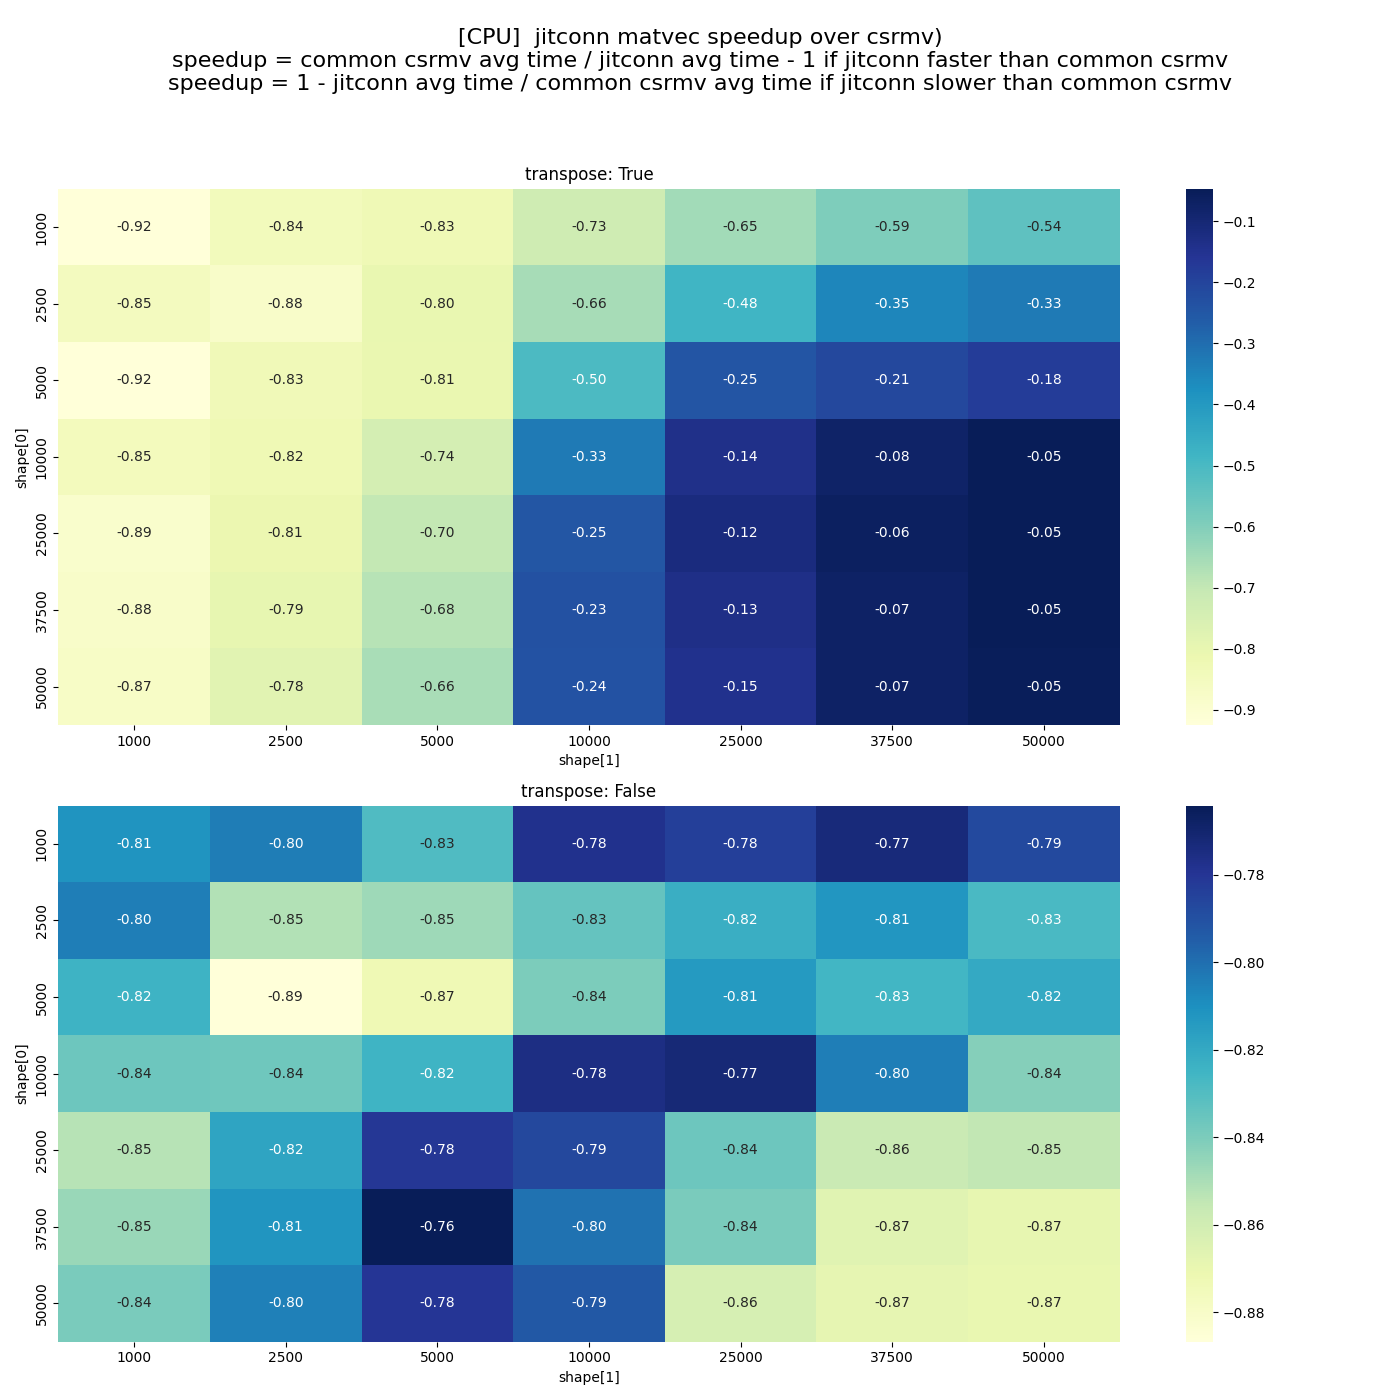 [CPU]  jitconn matvec speedup over csrmv)
speedup = common csrmv avg time / jitconn avg time - 1 if jitconn faster than common csrmv
speedup = 1 - jitconn avg time / common csrmv avg time if jitconn slower than common csrmv
transpose: True
1000 -0.92 -0.84 -0.83 -0.73 -0.65 -0.59 -0.54
2500 -0.85 -0.88 -0.80 -0.66 -0.48 -0.35 -0.33
5000 -0.92 -0.83 -0.81 -0.50 -0.25 -0.21 -0.18
10000 -0.85 -0.82 -0.74 -0.33 -0.14 -0.08 -0.05
25000 -0.89 -0.81 -0.70 -0.25 -0.12 -0.06 -0.05
37500 -0.88 -0.79 -0.68 -0.23 -0.13 -0.07 -0.05
50000 -0.87 -0.78 -0.66 -0.24 -0.15 -0.07 -0.05
shape[0]
1000 2500 5000 10000 25000 37500 50000
shape[1]
−0.1
−0.2
−0.3
−0.4
−0.5
−0.6
−0.7
−0.8
−0.9
transpose: False
1000 -0.81 -0.80 -0.83 -0.78 -0.78 -0.77 -0.79
2500 -0.80 -0.85 -0.85 -0.83 -0.82 -0.81 -0.83
5000 -0.82 -0.89 -0.87 -0.84 -0.81 -0.83 -0.82
10000 -0.84 -0.84 -0.82 -0.78 -0.77 -0.80 -0.84
25000 -0.85 -0.82 -0.78 -0.79 -0.84 -0.86 -0.85
37500 -0.85 -0.81 -0.76 -0.80 -0.84 -0.87 -0.87
50000 -0.84 -0.80 -0.78 -0.79 -0.86 -0.87 -0.87
shape[0]
1000 2500 5000 10000 25000 37500 50000
shape[1]
−0.78
−0.80
−0.82
−0.84
−0.86
−0.88